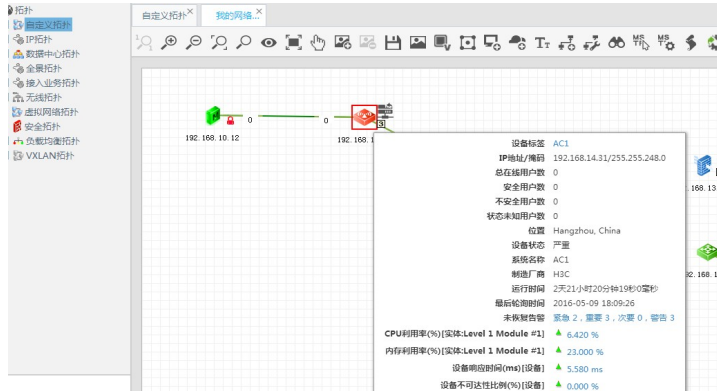 拓扑
自定义拓扑
IP拓扑
数据中心拓扑
全景拓扑
接入业务拓扑
无线拓扑
虚拟网络拓扑
安全拓扑
负载均衡拓扑
VXLAN拓扑
自定义拓扑 × 我的网络... ×
0 0
3
192. 168. 10. 12 192. 168. 1
设备标签 AC1
IP地址/掩码 192.168.14.31/255.255.248.0
总在线用户数 0
安全用户数 0
不安全用户数 0
状态未知用户数 0
位置 Hangzhou, China
设备状态 严重
系统名称 AC1
制造厂商 H3C
运行时间 2天21小时20分钟19秒0毫秒
最后轮询时间 2016-05-09 18:09:26
未恢复告警 紧急 2，重要 3，次要 0，警告 3
CPU利用率(%)[实体:Level 1 Module #1] 6.420 %
内存利用率(%)[实体:Level 1 Module #1] 23.000 %
设备响应时间(ms)[设备] 5.580 ms
设备不可达性比例(%)[设备] 0.000 %
. 168. 13
92. 168. 1